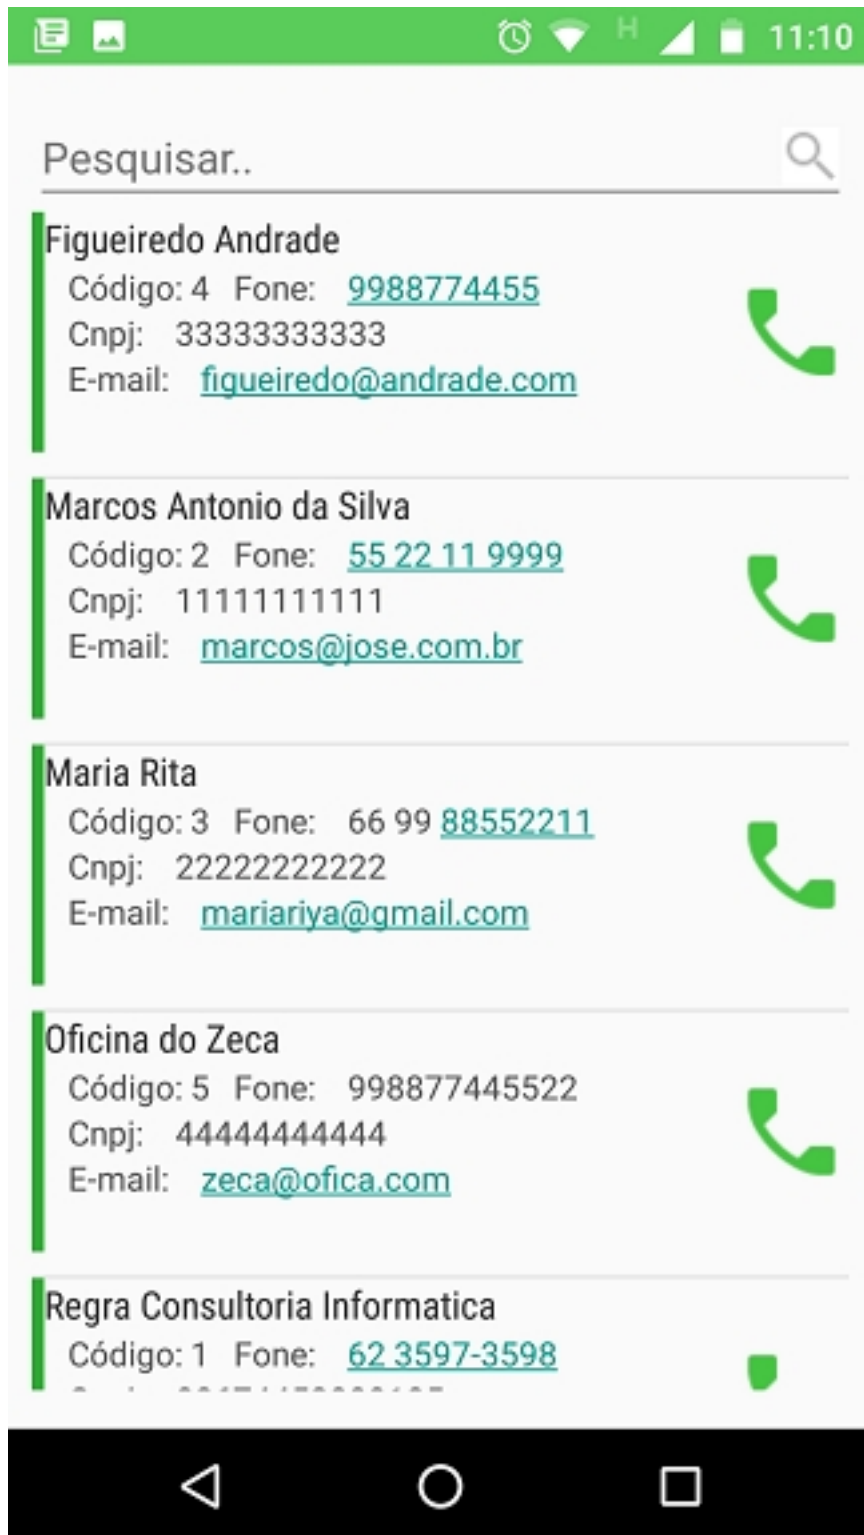 H 11:10
Pesquisar..
Figueiredo Andrade
Código: 4 Fone: 9988774455
Cnpj: 33333333333
E-mail: figueiredo@andrade.com
Marcos Antonio da Silva
Código: 2 Fone: 55 22 11 9999
Cnpj: 11111111111
E-mail: marcos@jose.com.br
Maria Rita
Código: 3 Fone: 66 99 88552211
Cnpj: 22222222222
E-mail: mariariya@gmail.com
Oficina do Zeca
Código: 5 Fone: 998877445522
Cnpj: 44444444444
E-mail: zeca@ofica.com
Regra Consultoria Informatica
Código: 1 Fone: 62 3597-3598